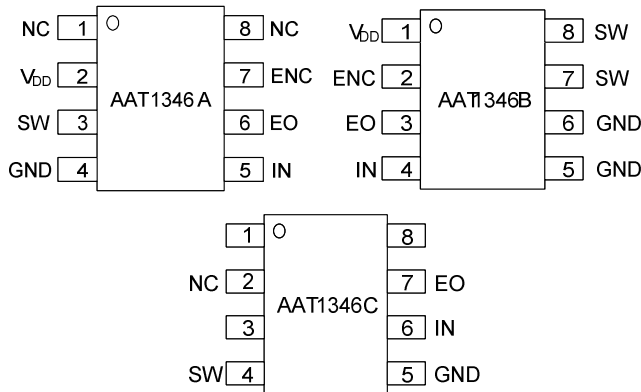 NC 1 8 NC
VDD 2 7 ENC
AAT1346A
SW 3 6 EO
GND 4 5 IN
VDD 1 8 SW
ENC 2 7 SW
AAT1346B
EO 3 6 GND
IN 4 5 GND
1 8
NC 2 7 EO
AAT1346C
3 6 IN
SW 4 5 GND